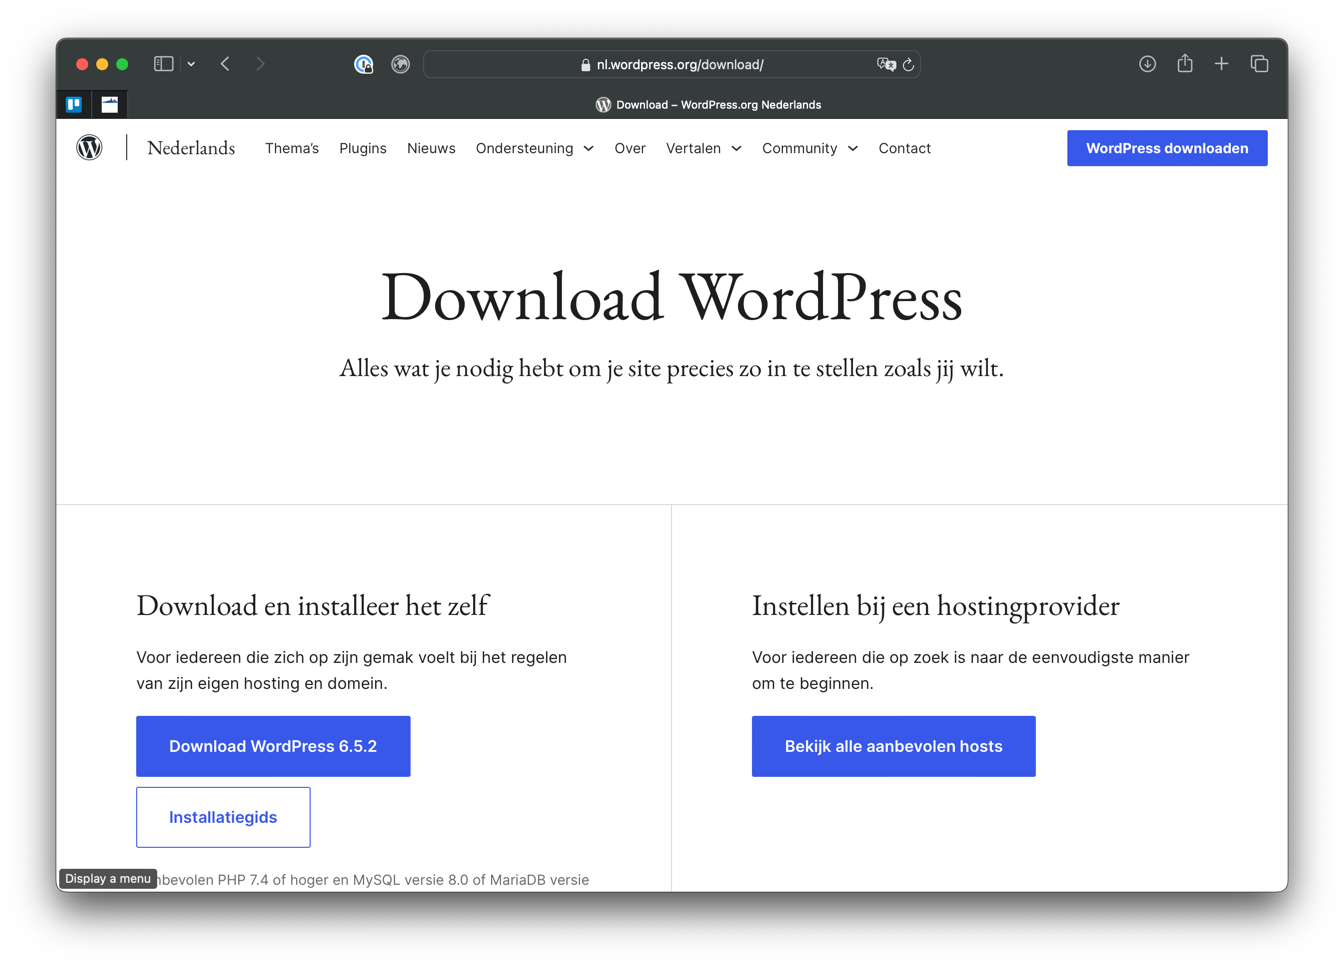 nl.wordpress.org/download/
Download – WordPress.org Nederlands
Nederlands Thema's Plugins Nieuws Ondersteuning Over Vertalen Community Contact WordPress downloaden
Download WordPress
Alles wat je nodig hebt om je site precies zo in te stellen zoals jij wilt.
Download en installeer het zelf
Voor iedereen die zich op zijn gemak voelt bij het regelen
van zijn eigen hosting en domein.
Download WordPress 6.5.2
Installatiegids
Instellen bij een hostingprovider
Voor iedereen die op zoek is naar de eenvoudigste manier
om te beginnen.
Bekijk alle aanbevolen hosts
Display a menu
PHP 7.4 of hoger en MySQL versie 8.0 of MariaDB versie